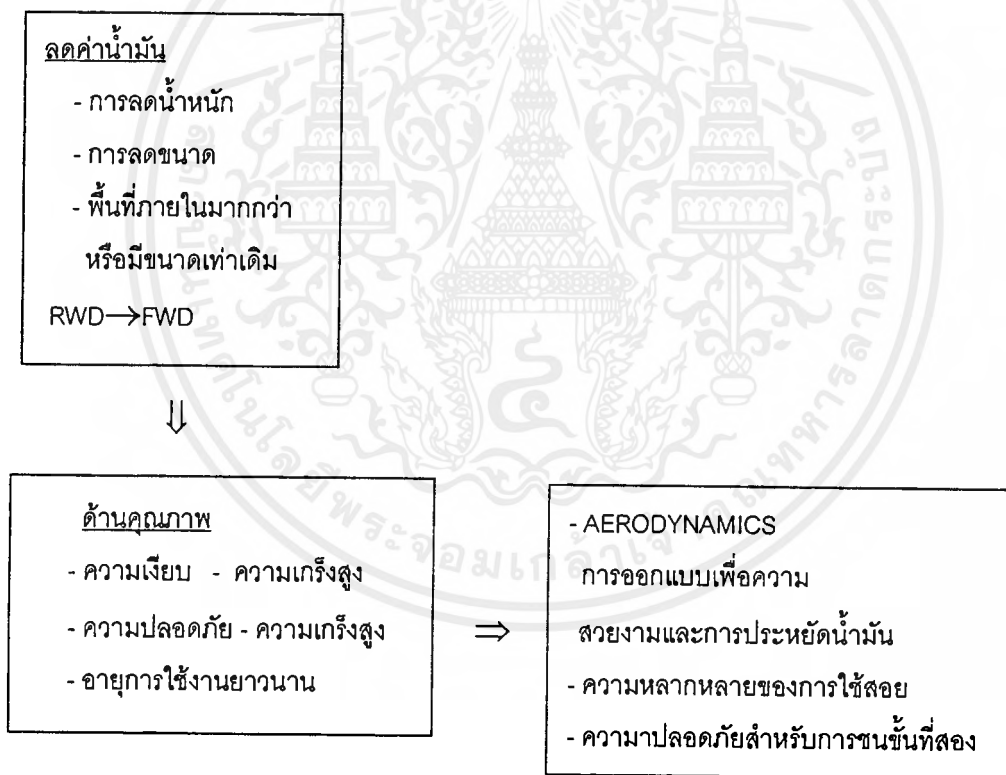 ลดค่าน้ำมัน
- การลดน้ำหนัก
- การลดขนาด
- พื้นที่ภายในมากกว่า
หรือมีขนาดเท่าเดิม
RWD→FWD
⇓
ด้านคุณภาพ
- ความเงียบ - ความเกร็งสูง
- ความปลอดภัย - ความเกร็งสูง
- อายุการใช้งานยาวนาน
⇒
- AERODYNAMICS
การออกแบบเพื่อความ
สวยงามและการประหยัดน้ำมัน
- ความหลากหลายของการใช้สอย
- ความาปลอดภัยสำหรับการชนขั้นที่สอง